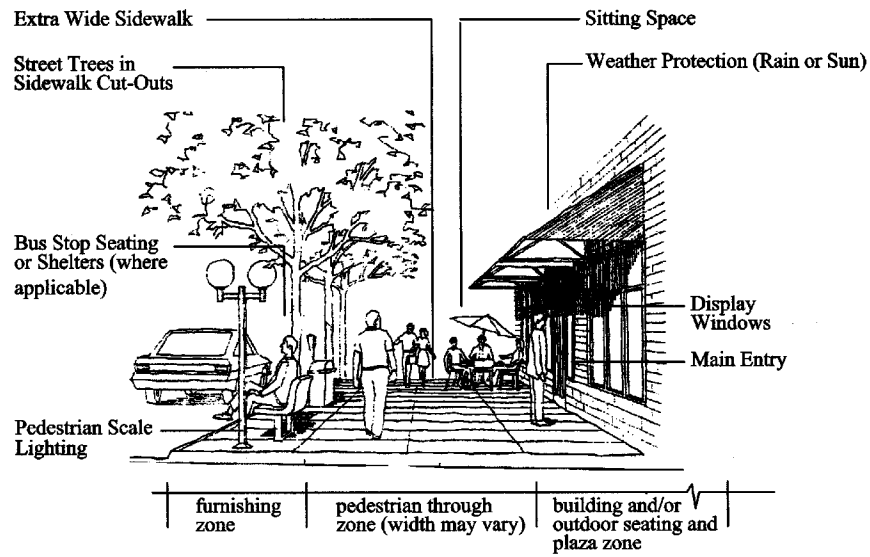 Extra Wide Sidewalk
Sitting Space
Street Trees in
Sidewalk Cut-Outs
Weather Protection (Rain or Sun)
Bus Stop Seating
or Shelters (where
applicable)
Display
Windows
Main Entry
Pedestrian Scale
Lighting
furnishing
zone
pedestrian through
zone (width may vary)
building and/or
outdoor seating and
plaza zone